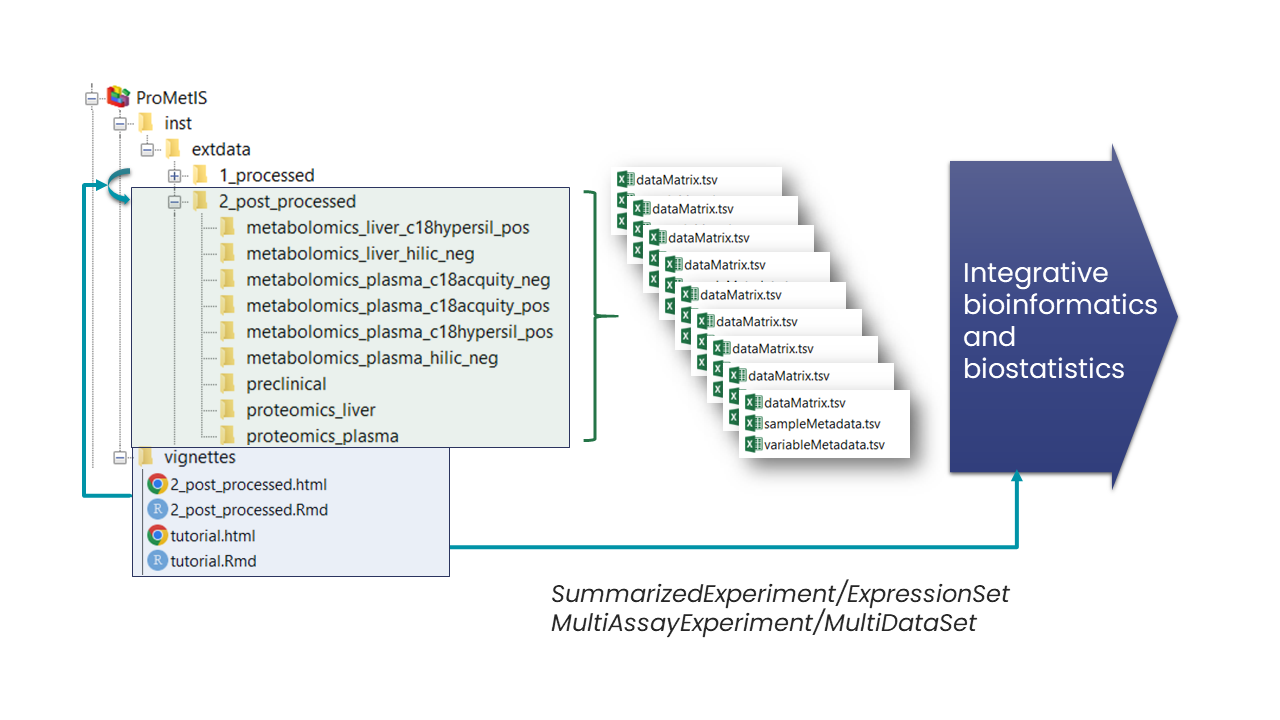 ProMetIS
inst
extdata
1_processed
2_post_processed
metabolomics_liver_c18hypersil_pos
metabolomics_liver_hilic_neg
metabolomics_plasma_c18acquity_neg
metabolomics_plasma_c18acquity_pos
metabolomics_plasma_c18hypersil_pos
metabolomics_plasma_hilic_neg
preclinical
proteomics_liver
proteomics_plasma
vignettes
2_post_processed.html
2_post_processed.Rmd
tutorial.html
tutorial.Rmd
dataMatrix.tsv
dataMatrix.tsv
dataMatrix.tsv
dataMatrix.tsv
dataMatrix.tsv
dataMatrix.tsv
dataMatrix.tsv
dataMatrix.tsv
dataMatrix.tsv
sampleMetadata.tsv
variableMetadata.tsv
Integrative
bioinformatics
and
biostatistics
SummarizedExperiment/ExpressionSet
MultiAssayExperiment/MultiDataSet